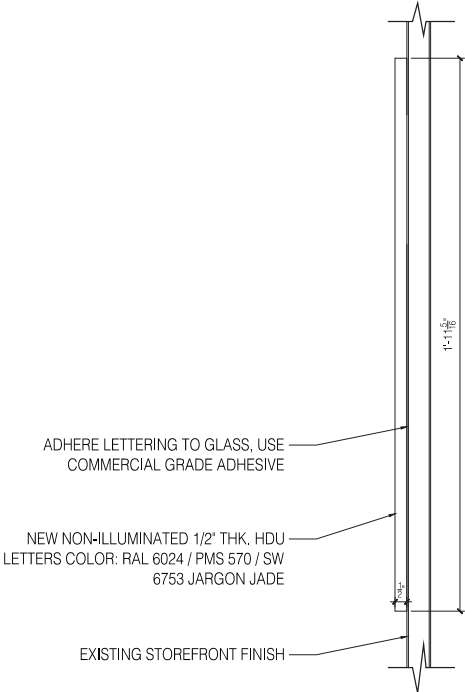 1'-11 5/16"
ADHERE LETTERING TO GLASS, USE
COMMERCIAL GRADE ADHESIVE
NEW NON-ILLUMINATED 1/2" THK. HDU
LETTERS COLOR: RAL 6024 / PMS 570 / SW
6753 JARGON JADE
EXISTING STOREFRONT FINISH